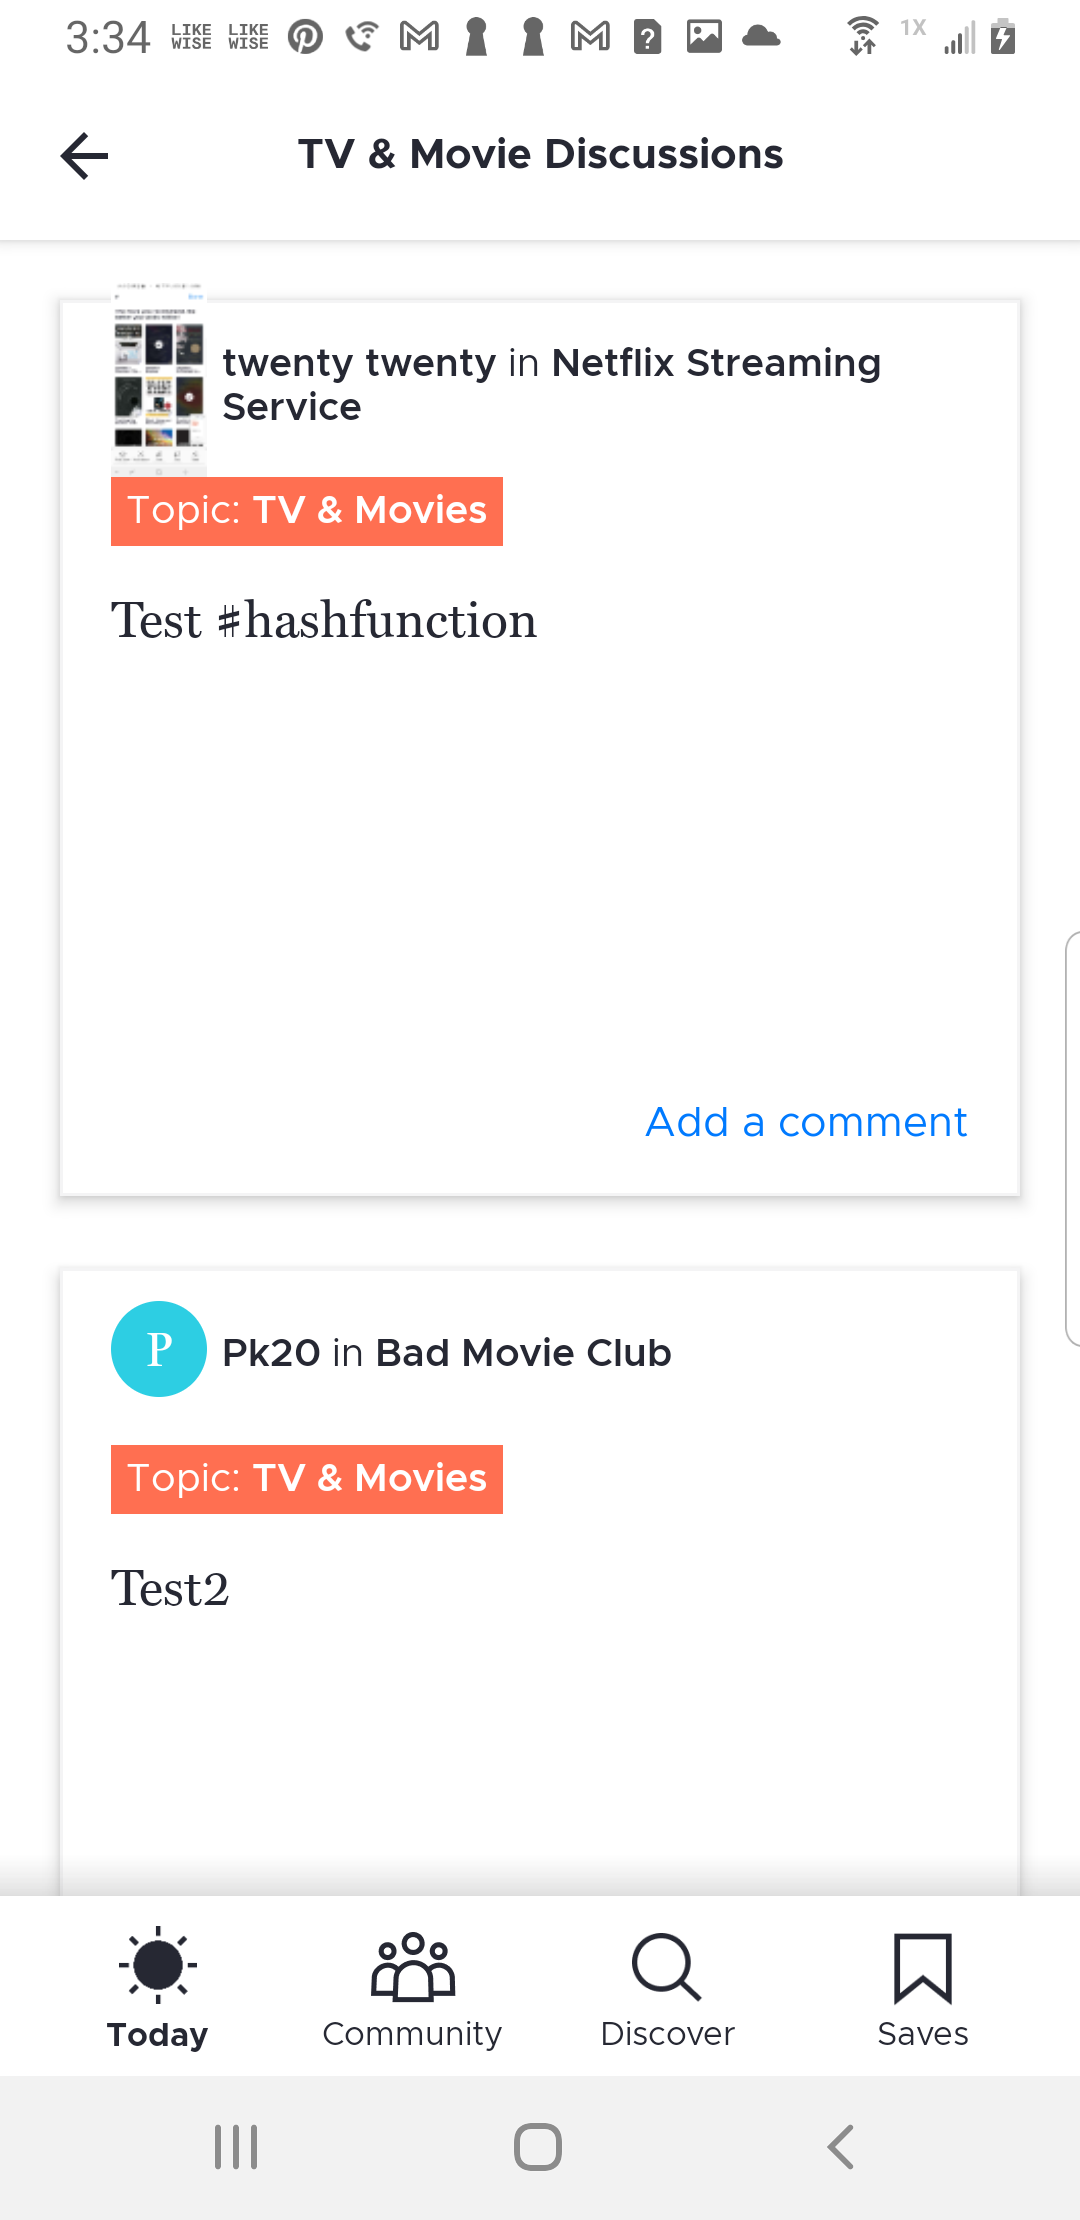 3:34 LIKE WISE LIKE WISE 1X
TV & Movie Discussions
twenty twenty in Netflix Streaming
Service
Topic: TV & Movies
Test #hashfunction
Add a comment
P Pk20 in Bad Movie Club
Topic: TV & Movies
Test2
Today Community Discover Saves